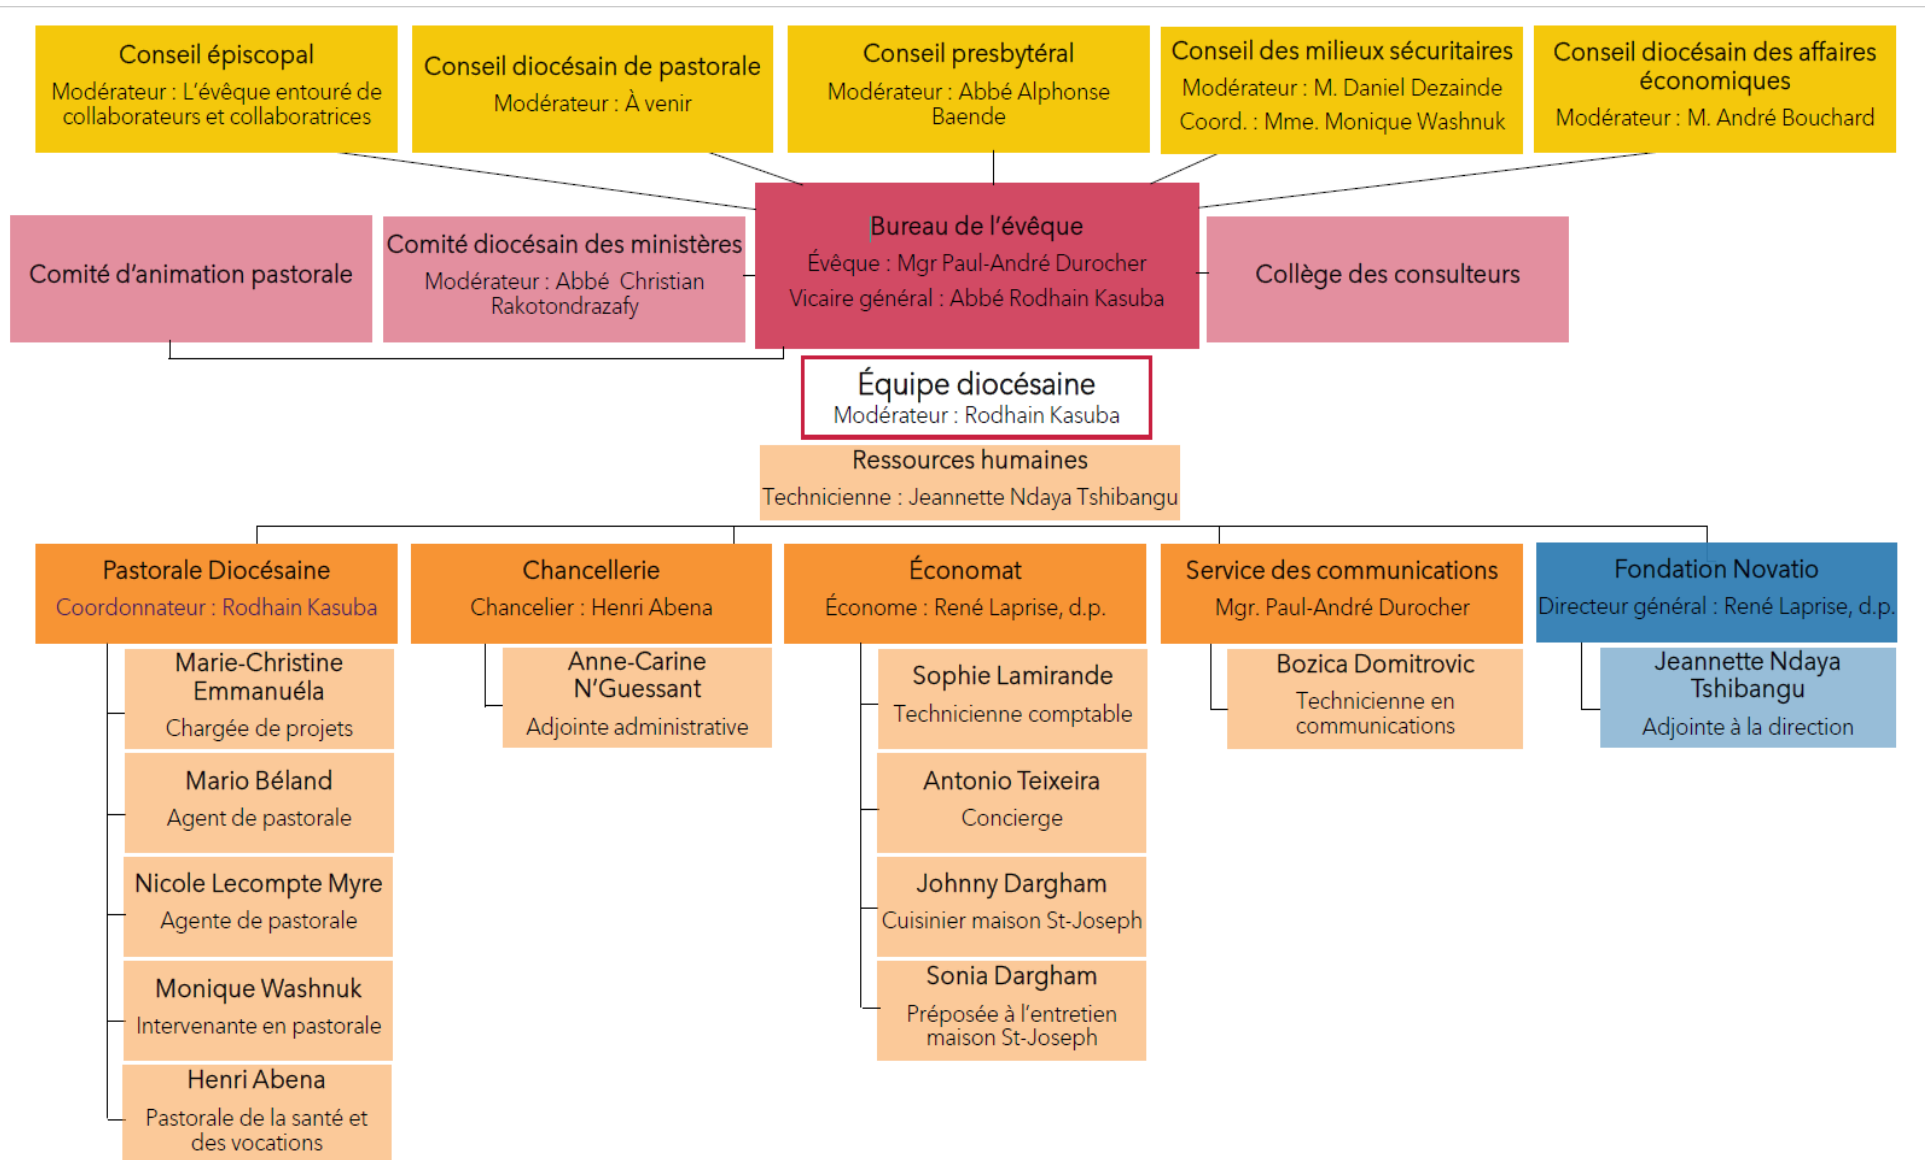 Conseil épiscopal
Modérateur : L'évêque entouré de
collaborateurs et collaboratrices
Conseil diocésain de pastorale
Modérateur : À venir
Conseil presbytéral
Modérateur : Abbé Alphonse
Baende
Conseil des milieux sécuritaires
Modérateur : M. Daniel Dezainde
Coord. : Mme. Monique Washnuk
Conseil diocésain des affaires
économiques
Modérateur : M. André Bouchard
Comité d'animation pastorale
Comité diocésain des ministères
Modérateur : Abbé Christian
Rakotondrazafy
Bureau de l'évêque
Évêque : Mgr Paul-André Durocher
Vicaire général : Abbé Rodhain Kasuba
Collège des consulteurs
Équipe diocésaine
Modérateur : Rodhain Kasuba
Ressources humaines
Technicienne : Jeannette Ndaya Tshibangu
Pastorale Diocésaine
Coordonnateur : Rodhain Kasuba
Marie-Christine
Emmanuéla
Chargée de projets
Mario Béland
Agent de pastorale
Nicole Lecompte Myre
Agente de pastorale
Monique Washnuk
Intervenante en pastorale
Henri Abena
Pastorale de la santé et
des vocations
Chancellerie
Chancelier : Henri Abena
Anne-Carine
N'Guessant
Adjointe administrative
Économat
Économe : René Laprise, d.p.
Sophie Lamirande
Technicienne comptable
Antonio Teixeira
Concierge
Johnny Dargham
Cuisinier maison St-Joseph
Sonia Dargham
Préposée à l'entretien
maison St-Joseph
Service des communications
Mgr. Paul-André Durocher
Bozica Domitrovic
Technicienne en
communications
Fondation Novatio
Directeur général : René Laprise, d.p.
Jeannette Ndaya
Tshibangu
Adjointe à la direction